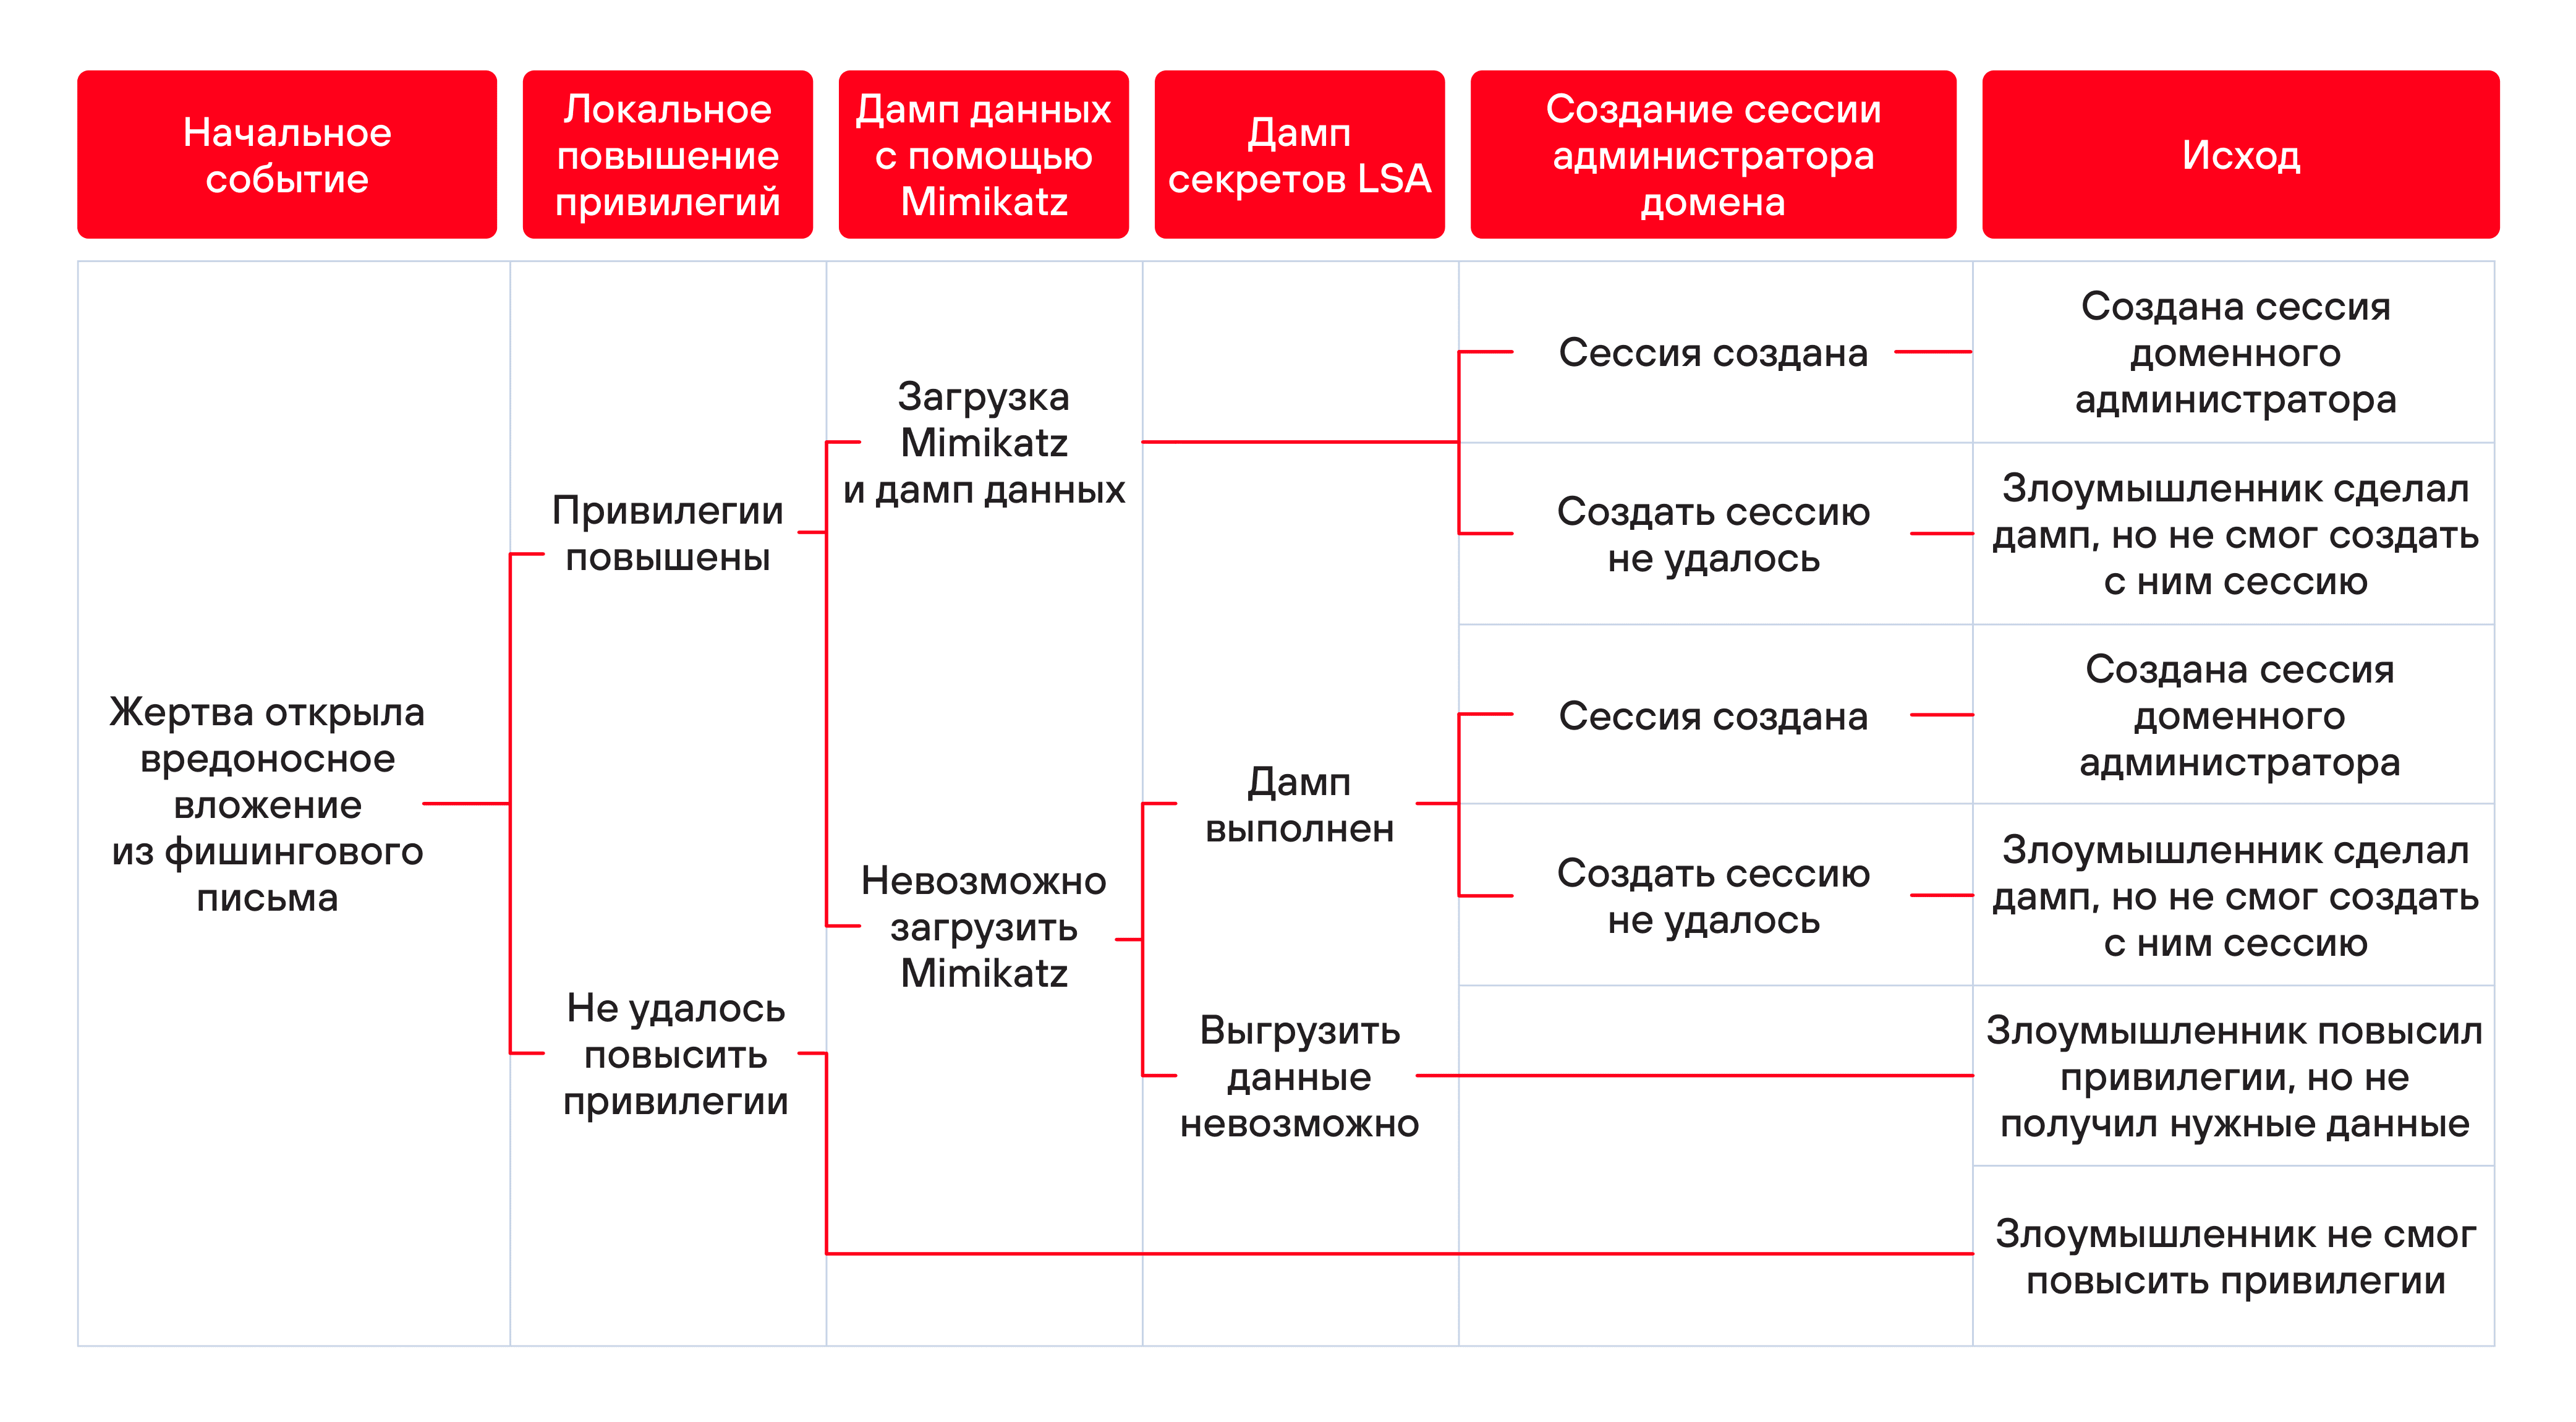 Начальное
событие
Локальное
повышение
привилегий
Дамп данных
с помощью
Mimikatz
Дамп
секретов LSA
Создание сессии
администратора
домена
Исход
Жертва открыла
вредоносное
вложение
из фишингового
письма
Привилегии
повышены
Не удалось
повысить
привилегии
Загрузка
Mimikatz
и дамп данных
Невозможно
загрузить
Mimikatz
Дамп
выполнен
Выгрузить
данные
невозможно
Сессия создана
Создать сессию
не удалось
Сессия создана
Создать сессию
не удалось
Создана сессия
доменного
администратора
Злоумышленник сделал
дамп, но не смог создать
с ним сессию
Создана сессия
доменного
администратора
Злоумышленник сделал
дамп, но не смог создать
с ним сессию
Злоумышленник повысил
привилегии, но не
получил нужные данные
Злоумышленник не смог
повысить привилегии